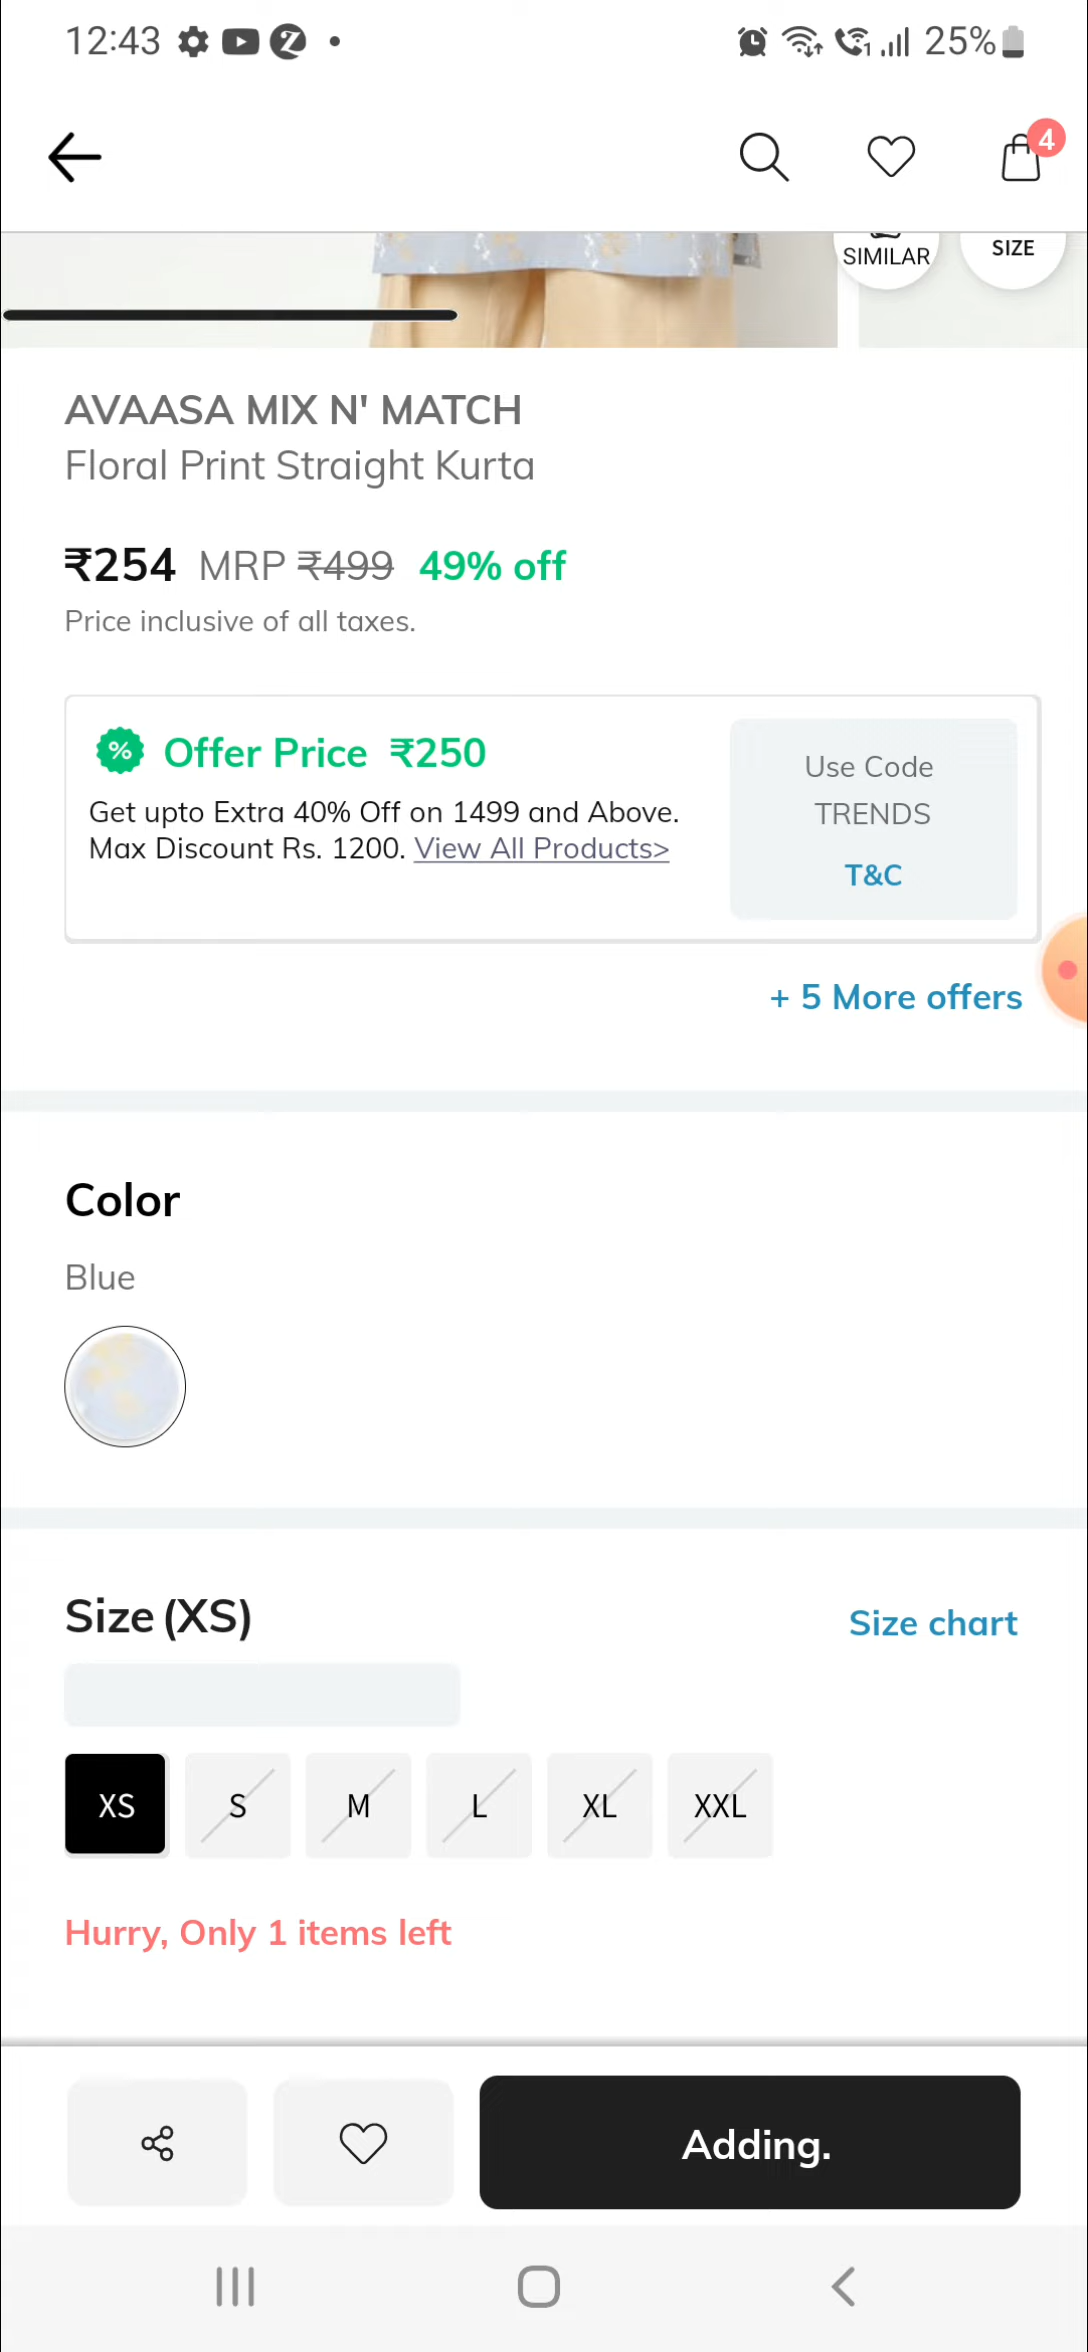 12:43
25%
4
SIMILAR
SIZE
AVAASA MIX N' MATCH
Floral Print Straight Kurta
₹254 MRP ₹499 49% off
Price inclusive of all taxes.
% Offer Price ₹250
Get upto Extra 40% Off on 1499 and Above.
Max Discount Rs. 1200. View All Products>
Use Code
TRENDS
T&C
+ 5 More offers
Color
Blue
Size (XS)
Size chart
XS S M L XL XXL
Hurry, Only 1 items left
Adding.